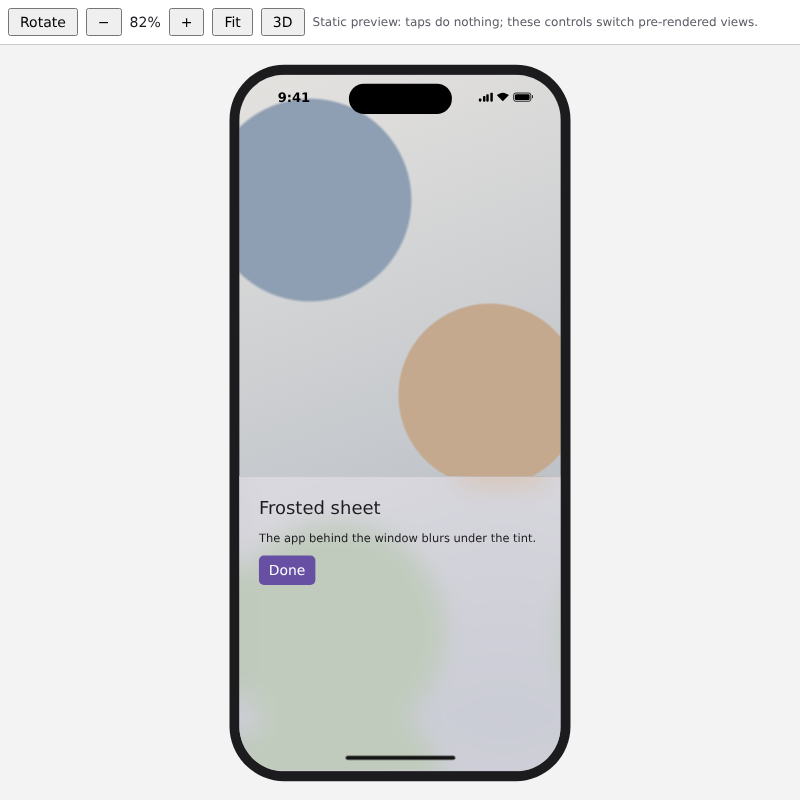 Rotate − 82% + Fit 3D Static preview: taps do nothing; these controls switch pre-rendered views.
9:41
Frosted sheet
The app behind the window blurs under the tint.
Done